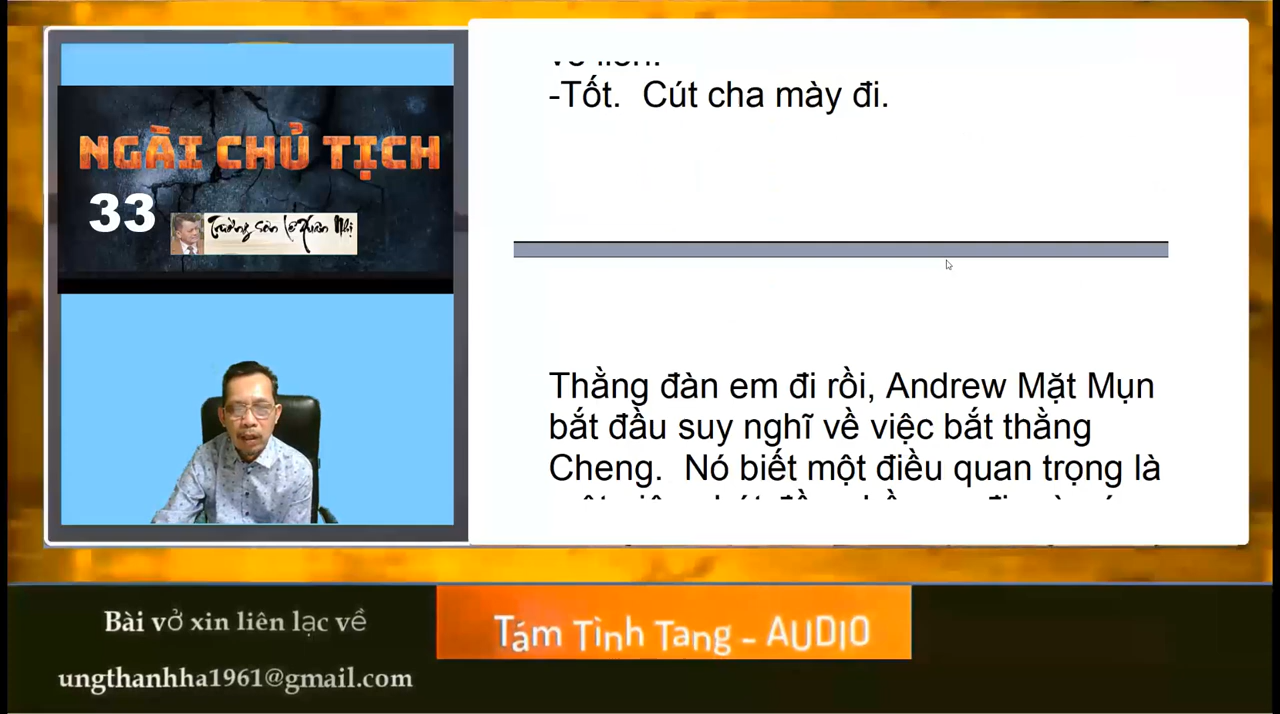 NGÀI CHỦ TỊCH
33
Trường Sơn Lê Xuân Nhị
-Tốt. Cút cha mày đi.
Thằng đàn em đi rồi, Andrew Mặt Mụn
bắt đầu suy nghĩ về việc bắt thằng
Cheng. Nó biết một điều quan trọng là
Bài vở xin liên lạc về
ungthanhha1961@gmail.com
Tám Tình Tang - AUDIO